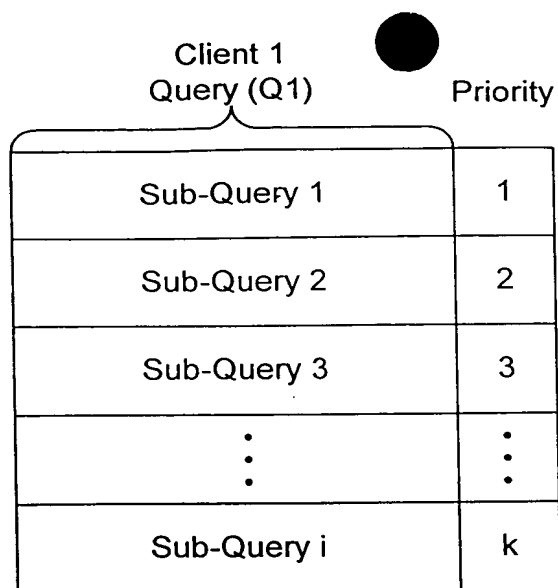 Client 1
Query (Q1)
Priority
Sub-Query 1 1
Sub-Query 2 2
Sub-Query 3 3
Sub-Query i k